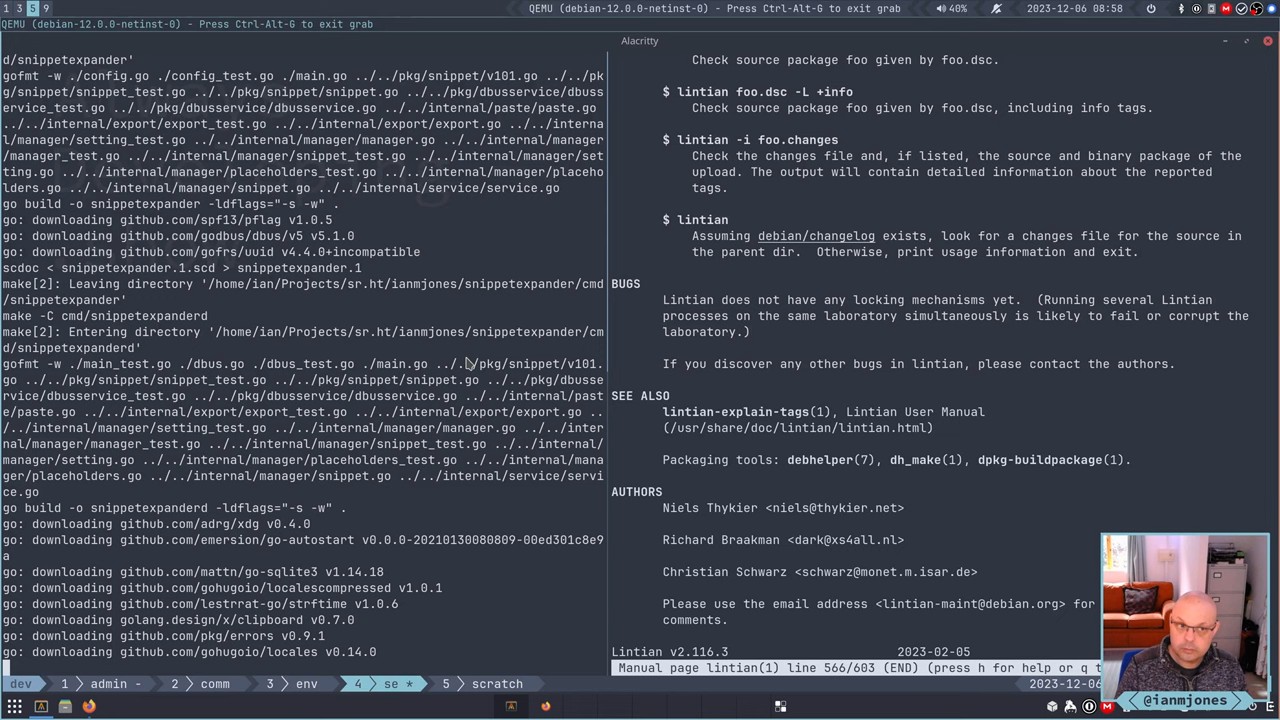 1 3 5 9
QEMU (debian-12.0.0-netinst-0) - Press Ctrl-Alt-G to exit grab
40%
2023-12-06 08:58
QEMU (debian-12.0.0-netinst-0) - Press Ctrl-Alt-G to exit grab
Alacritty
d/snippetexpander'
gofmt -w ./config.go ./config_test.go ./main.go ../../pkg/snippet/v101.go ../../pk
g/snippet/snippet_test.go ../../pkg/snippet/snippet.go ../../pkg/dbusservice/dbuss
ervice_test.go ../../pkg/dbusservice/dbusservice.go ../../internal/paste/paste.go
../../internal/export/export_test.go ../../internal/export/export.go ../../interna
l/manager/setting_test.go ../../internal/manager/manager.go ../../internal/manager
/manager_test.go ../../internal/manager/snippet_test.go ../../internal/manager/set
ting.go ../../internal/manager/placeholders_test.go ../../internal/manager/placeho
lders.go ../../internal/manager/snippet.go ../../internal/service/service.go
go build -o snippetexpander -ldflags="-s -w" .
go: downloading github.com/spf13/pflag v1.0.5
go: downloading github.com/godbus/dbus/v5 v5.1.0
go: downloading github.com/gofrs/uuid v4.4.0+incompatible
scdoc < snippetexpander.1.scd > snippetexpander.1
make[2]: Leaving directory '/home/ian/Projects/sr.ht/ianmjones/snippetexpander/cmd
/snippetexpander'
make -C cmd/snippetexpanderd
make[2]: Entering directory '/home/ian/Projects/sr.ht/ianmjones/snippetexpander/cm
d/snippetexpanderd'
gofmt -w ./main_test.go ./dbus.go ./dbus_test.go ./main.go ../../pkg/snippet/v101.
go ../../pkg/snippet/snippet_test.go ../../pkg/snippet/snippet.go ../../pkg/dbusse
rvice/dbusservice_test.go ../../pkg/dbusservice/dbusservice.go ../../internal/past
e/paste.go ../../internal/export/export_test.go ../../internal/export/export.go ..
/../internal/manager/setting_test.go ../../internal/manager/manager.go ../../inter
nal/manager/manager_test.go ../../internal/manager/snippet_test.go ../../internal/
manager/setting.go ../../internal/manager/placeholders_test.go ../../internal/mana
ger/placeholders.go ../../internal/manager/snippet.go ../../internal/service/servi
ce.go
go build -o snippetexpanderd -ldflags="-s -w" .
go: downloading github.com/adrg/xdg v0.4.0
go: downloading github.com/emersion/go-autostart v0.0.0-20210130080809-00ed301c8e9
a
go: downloading github.com/mattn/go-sqlite3 v1.14.18
go: downloading github.com/gohugoio/localescompressed v1.0.1
go: downloading github.com/lestrrat-go/strftime v1.0.6
go: downloading golang.design/x/clipboard v0.7.0
go: downloading github.com/pkg/errors v0.9.1
go: downloading github.com/gohugoio/locales v0.14.0
Check source package foo given by foo.dsc.
$ lintian foo.dsc -L +info
Check source package foo given by foo.dsc, including info tags.
$ lintian -i foo.changes
Check the changes file and, if listed, the source and binary package of the
upload. The output will contain detailed information about the reported
tags.
$ lintian
Assuming debian/changelog exists, look for a changes file for the source in
the parent dir.  Otherwise, print usage information and exit.
BUGS
Lintian does not have any locking mechanisms yet.  (Running several Lintian
processes on the same laboratory simultaneously is likely to fail or corrupt the
laboratory.)
If you discover any other bugs in lintian, please contact the authors.
SEE ALSO
lintian-explain-tags(1), Lintian User Manual
(/usr/share/doc/lintian/lintian.html)
Packaging tools: debhelper(7), dh_make(1), dpkg-buildpackage(1).
AUTHORS
Niels Thykier <niels@thykier.net>
Richard Braakman <dark@xs4all.nl>
Christian Schwarz <schwarz@monet.m.isar.de>
Please use the email address <lintian-maint@debian.org> for
comments.
Lintian v2.116.3 2023-02-05
Manual page lintian(1) line 566/603 (END) (press h for help or q t
dev 1 admin - 2 comm 3 env 4 se * 5 scratch 2023-12-06
@ianmjones